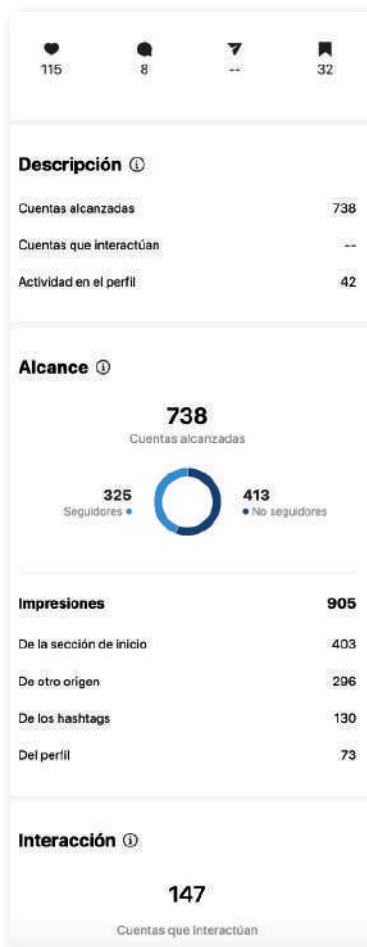 115 8 -- 32
Descripción
Cuentas alcanzadas 738
Cuentas que interactúan --
Actividad en el perfil 42
Alcance
738
Cuentas alcanzadas
325 413
Seguidores No seguidores
Impresiones 905
De la sección de inicio 403
De otro origen 296
De los hashtags 130
Del perfil 73
Interacción
147
Cuentas que interactúan